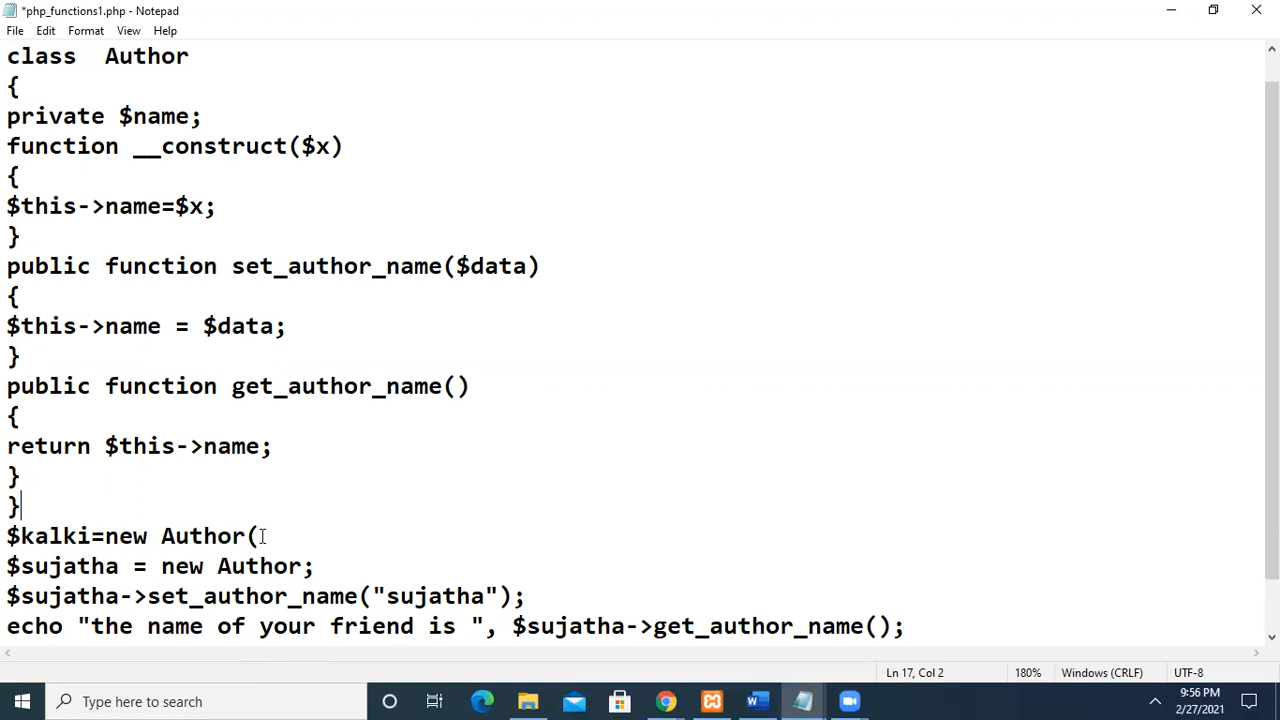 *php_functions1.php - Notepad
File Edit Format View Help
class  Author
{
private $name;
function __construct($x)
{
$this->name=$x;
}
public function set_author_name($data)
{
$this->name = $data;
}
public function get_author_name()
{
return $this->name;
}
}
$kalki=new Author(
$sujatha = new Author;
$sujatha->set_author_name("sujatha");
echo "the name of your friend is ", $sujatha->get_author_name();
Ln 17, Col 2 180% Windows (CRLF) UTF-8
Type here to search
9:56 PM
2/27/2021